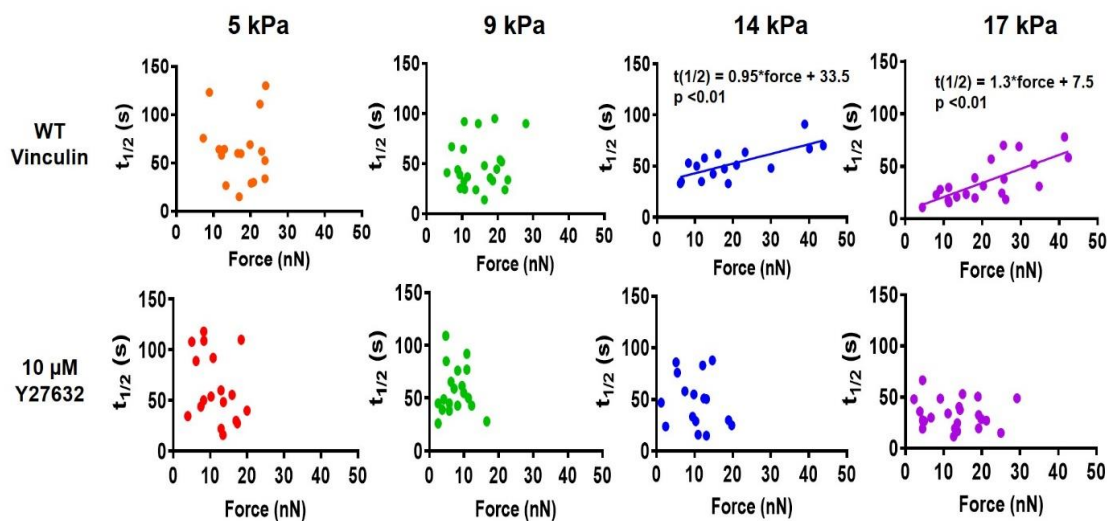 5 kPa
9 kPa
14 kPa
17 kPa
WT
Vinculin
t1/2 (s)
150
100
50
0
0 10 20 30 40 50
Force (nN)
t1/2 (s)
150
100
50
0
0 10 20 30 40 50
Force (nN)
t1/2 (s)
150
100
50
0
t(1/2) = 0.95*force + 33.5
p <0.01
0 10 20 30 40 50
Force (nN)
t1/2 (s)
150
100
50
0
t(1/2) = 1.3*force + 7.5
p <0.01
0 10 20 30 40 50
Force (nN)
10 µM
Y27632
t1/2 (s)
150
100
50
0
0 10 20 30 40 50
Force (nN)
t1/2 (s)
150
100
50
0
0 10 20 30 40 50
Force (nN)
t1/2 (s)
150
100
50
0
0 10 20 30 40 50
Force (nN)
t1/2 (s)
150
100
50
0
0 10 20 30 40 50
Force (nN)